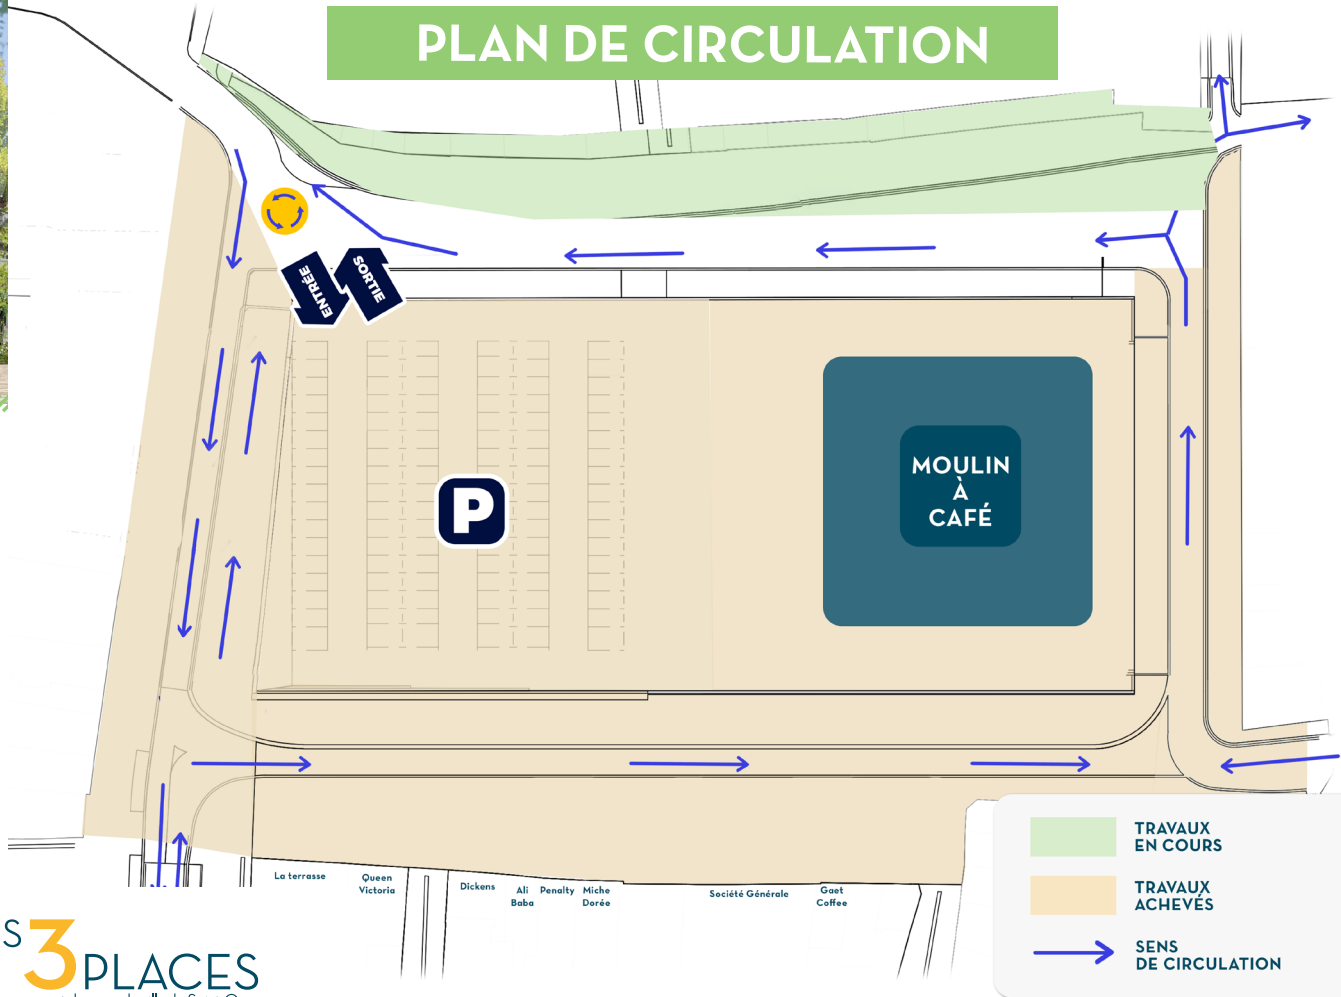 PLAN DE CIRCULATION
ENTRÉE
SORTIE
P
MOULIN
À
CAFÉ
La terrasse
Queen
Victoria
Dickens
Ali
Baba
Penalty
Miche
Dorée
Société Générale
Gaet
Coffee
TRAVAUX
EN COURS
TRAVAUX
ACHEVÉS
SENS
DE CIRCULATION
S 3 PLACES